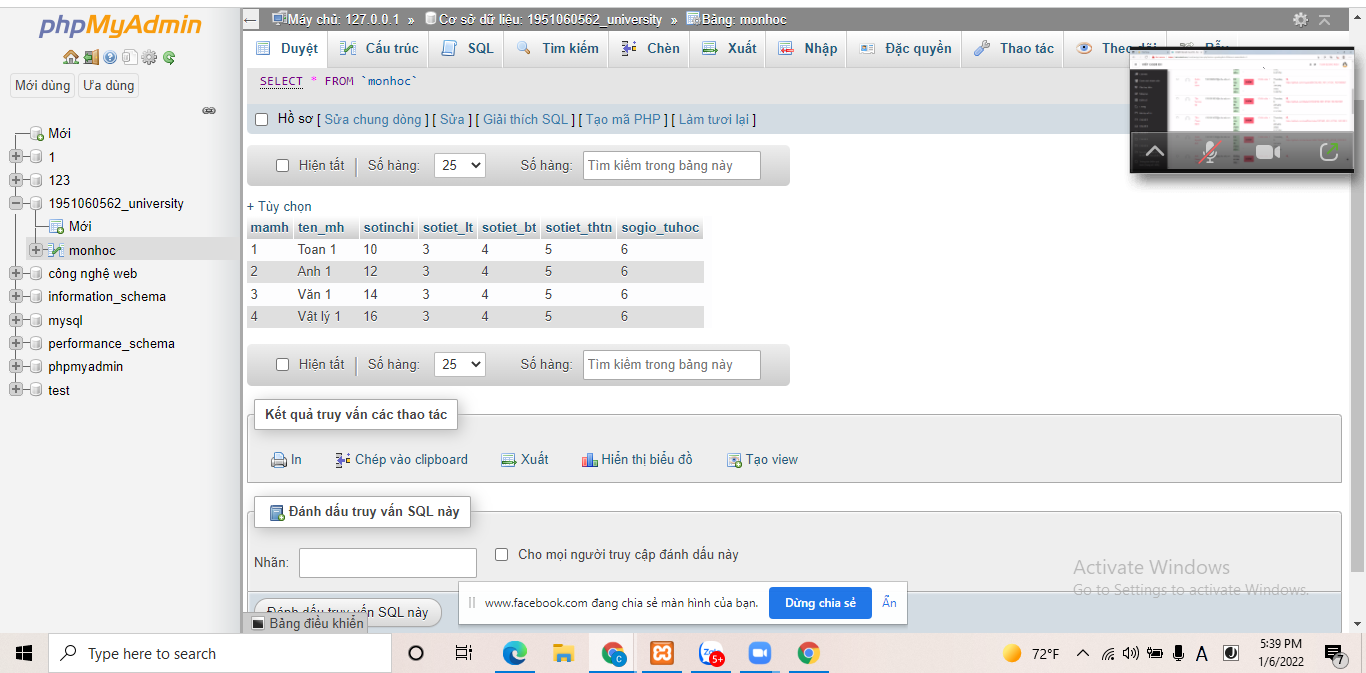 phpMyAdmin
Mới dùng Ưa dùng
Mới
1
123
1951060562_university
Mới
monhoc
công nghệ web
information_schema
mysql
performance_schema
phpmyadmin
test
Máy chủ: 127.0.0.1 » Cơ sở dữ liệu: 1951060562_university » Bảng: monhoc
Duyệt Cấu trúc SQL Tìm kiếm Chèn Xuất Nhập Đặc quyền Thao tác
SELECT * FROM `monhoc`
Hồ sơ [ Sửa chung dòng ] [ Sửa ] [ Giải thích SQL ] [ Tạo mã PHP ] [ Làm tươi lại ]
Hiện tất Số hàng: 25 Số hàng: Tìm kiếm trong bảng này
+ Tùy chọn
mamh ten_mh sotinchi sotiet_lt sotiet_bt sotiet_thtn sogio_tuhoc
1 Toan 1 10 3 4 5 6
2 Anh 1 12 3 4 5 6
3 Văn 1 14 3 4 5 6
4 Vật lý 1 16 3 4 5 6
Hiện tất Số hàng: 25 Số hàng: Tìm kiếm trong bảng này
Kết quả truy vấn các thao tác
In Chép vào clipboard Xuất Hiển thị biểu đồ Tạo view
Đánh dấu truy vấn SQL này
Nhãn: Cho mọi người truy cập đánh dấu này
Đánh dấu truy vấn SQL này
Bảng điều khiển
www.facebook.com đang chia sẻ màn hình của bạn. Dừng chia sẻ Ẩn
Activate Windows
Go to Settings to activate Windows.
Type here to search
Zalo
5+
72°F
5:39 PM
1/6/2022
7